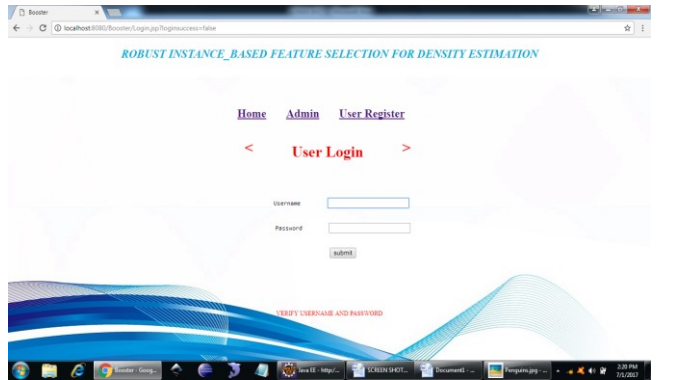 Booster
localhost:8080/Booster/Login.jsp?loginsuccess=false
ROBUST INSTANCE_BASED FEATURE SELECTION FOR DENSITY ESTIMATION
Home Admin User Register
< User Login >
Username
Password
submit
VERIFY USERNAME AND PASSWORD
Booster - Goog... Java EE - http:/... SCREEN SHOT... Document1 - ... Penguins.jpg - ...
2:20 PM
7/1/2017